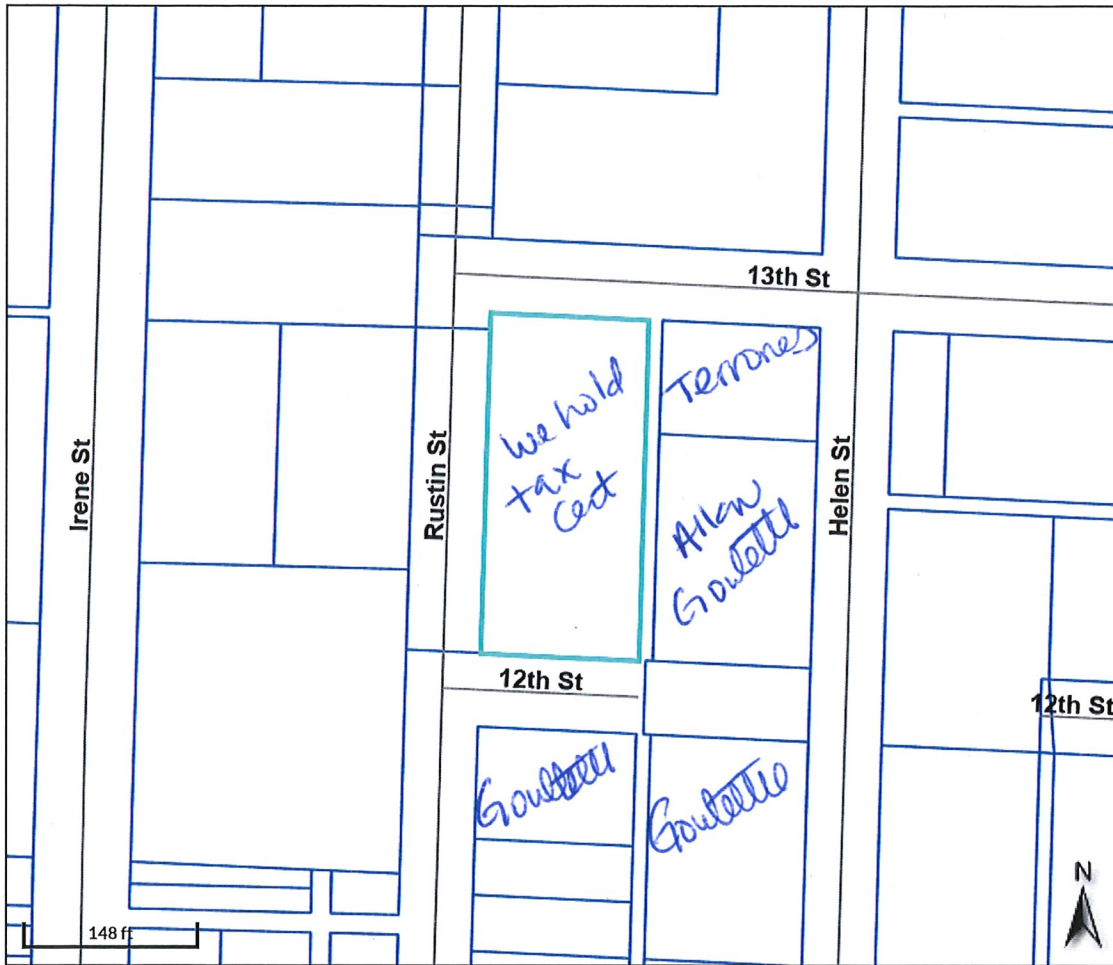 13th St
Terrones
we hold
tax
Cert
Irene St
Rustin St
Helen St
Allan
Goulette
12th St
12th St
Goulette
Goulette
N
148 ft